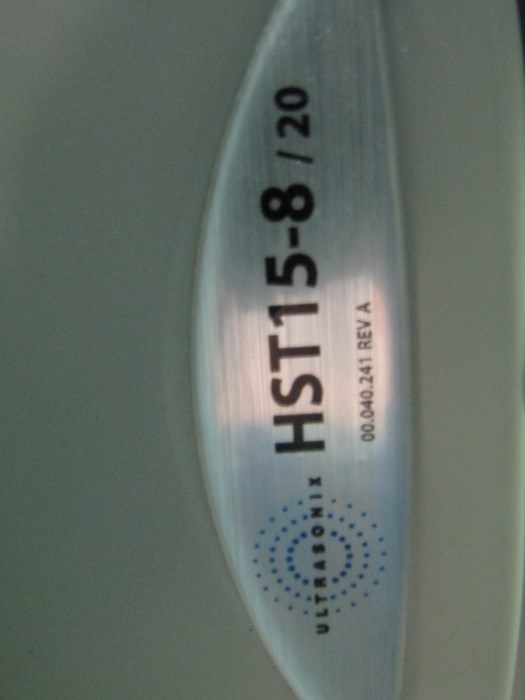 ULTRASONIX
HST15-8 / 20
00.040.241 REV A